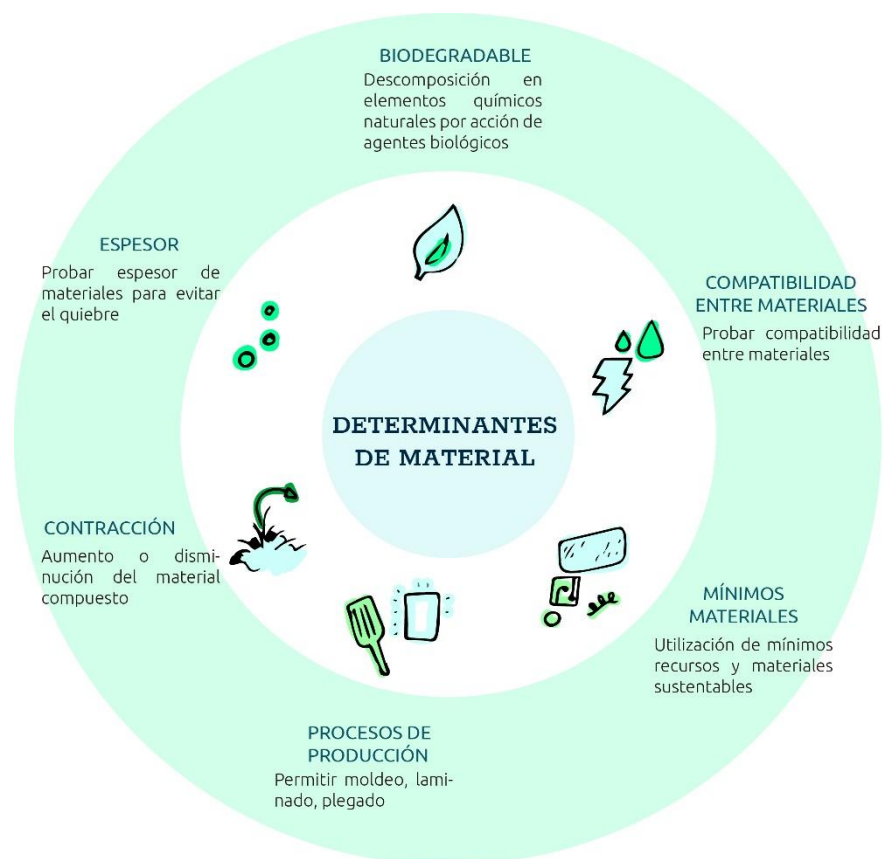 BIODEGRADABLE
Descomposición en
elementos químicos
naturales por acción de
agentes biológicos
ESPESOR
Probar espesor de
materiales para evitar
el quiebre
COMPATIBILIDAD
ENTRE MATERIALES
Probar compatibilidad
entre materiales
DETERMINANTES
DE MATERIAL
CONTRACCIÓN
Aumento o dismi-
nución del material
compuesto
MÍNIMOS
MATERIALES
Utilización de mínimos
recursos y materiales
sustentables
PROCESOS DE
PRODUCCIÓN
Permitir moldeo, lami-
nado, plegado